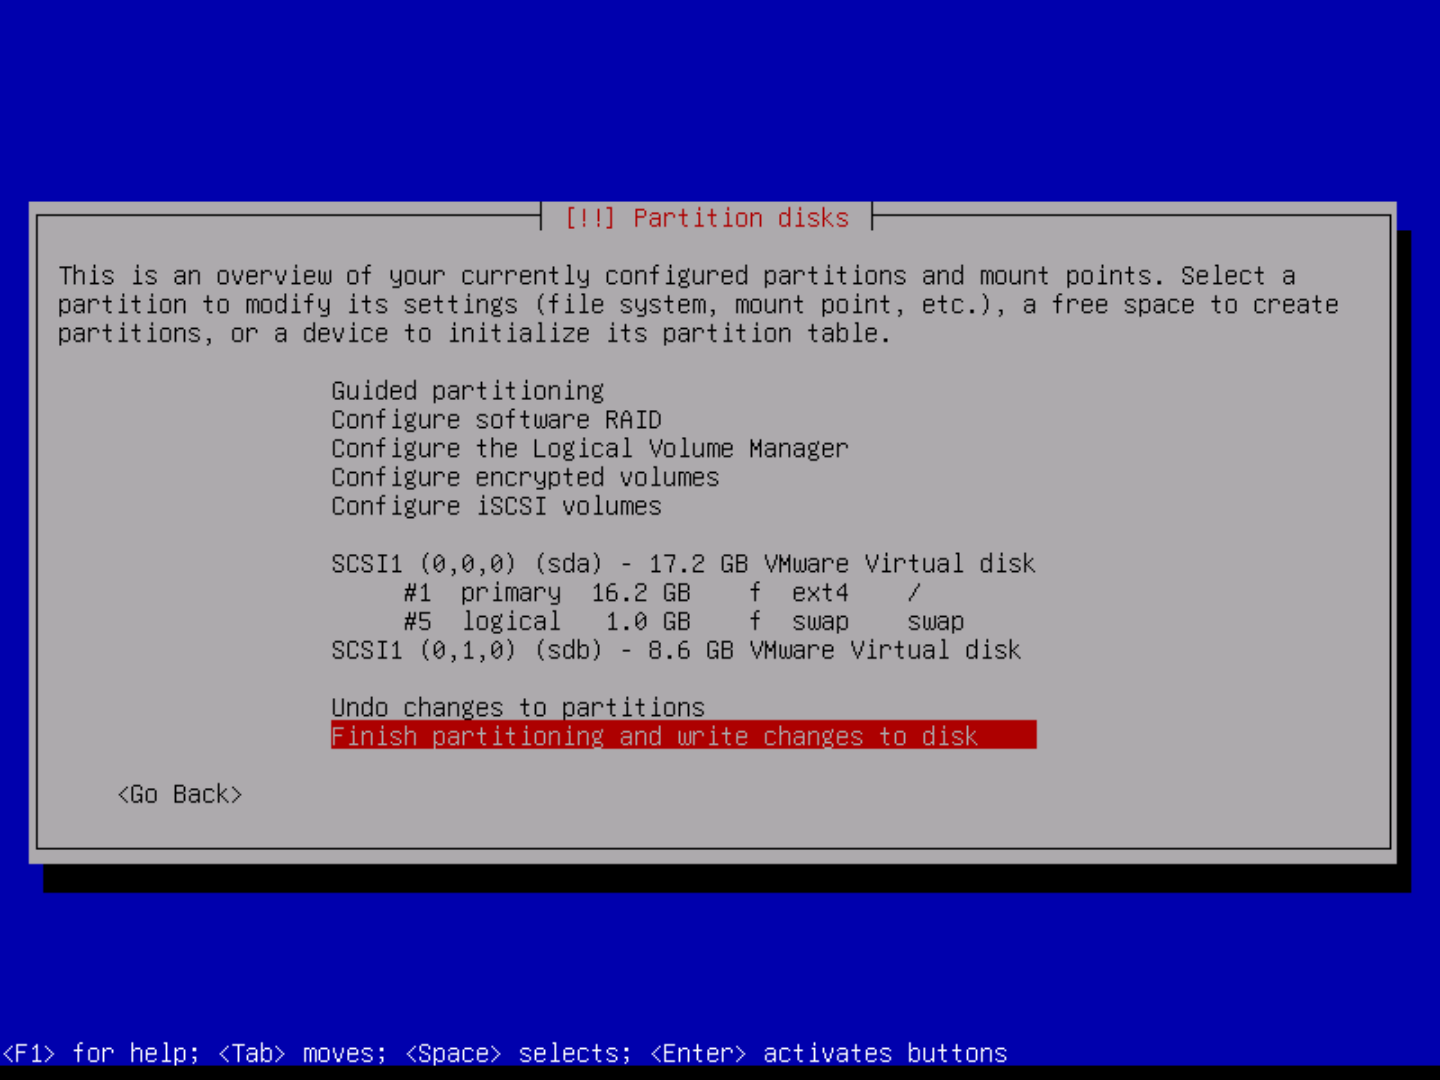 [!!] Partition disks
This is an overview of your currently configured partitions and mount points. Select a
partition to modify its settings (file system, mount point, etc.), a free space to create
partitions, or a device to initialize its partition table.
Guided partitioning
Configure software RAID
Configure the Logical Volume Manager
Configure encrypted volumes
Configure iSCSI volumes
SCSI1 (0,0,0) (sda) - 17.2 GB VMware Virtual disk
#1 primary 16.2 GB f ext4 /
#5 logical 1.0 GB f swap swap
SCSI1 (0,1,0) (sdb) - 8.6 GB VMware Virtual disk
Undo changes to partitions
Finish partitioning and write changes to disk
<Go Back>
<F1> for help; <Tab> moves; <Space> selects; <Enter> activates buttons